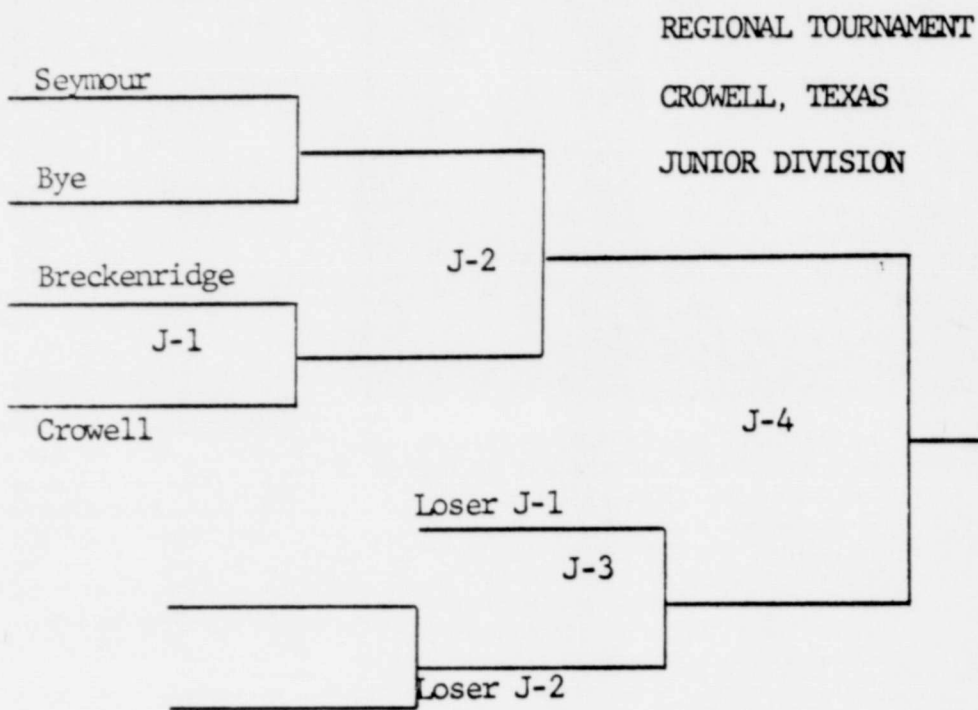 REGIONAL TOURNAMENT
CROWELL, TEXAS
JUNIOR DIVISION
Seymour
Bye
J-2
Breckenridge
J-1
Crowell
J-4
Loser J-1
J-3
Loser J-2